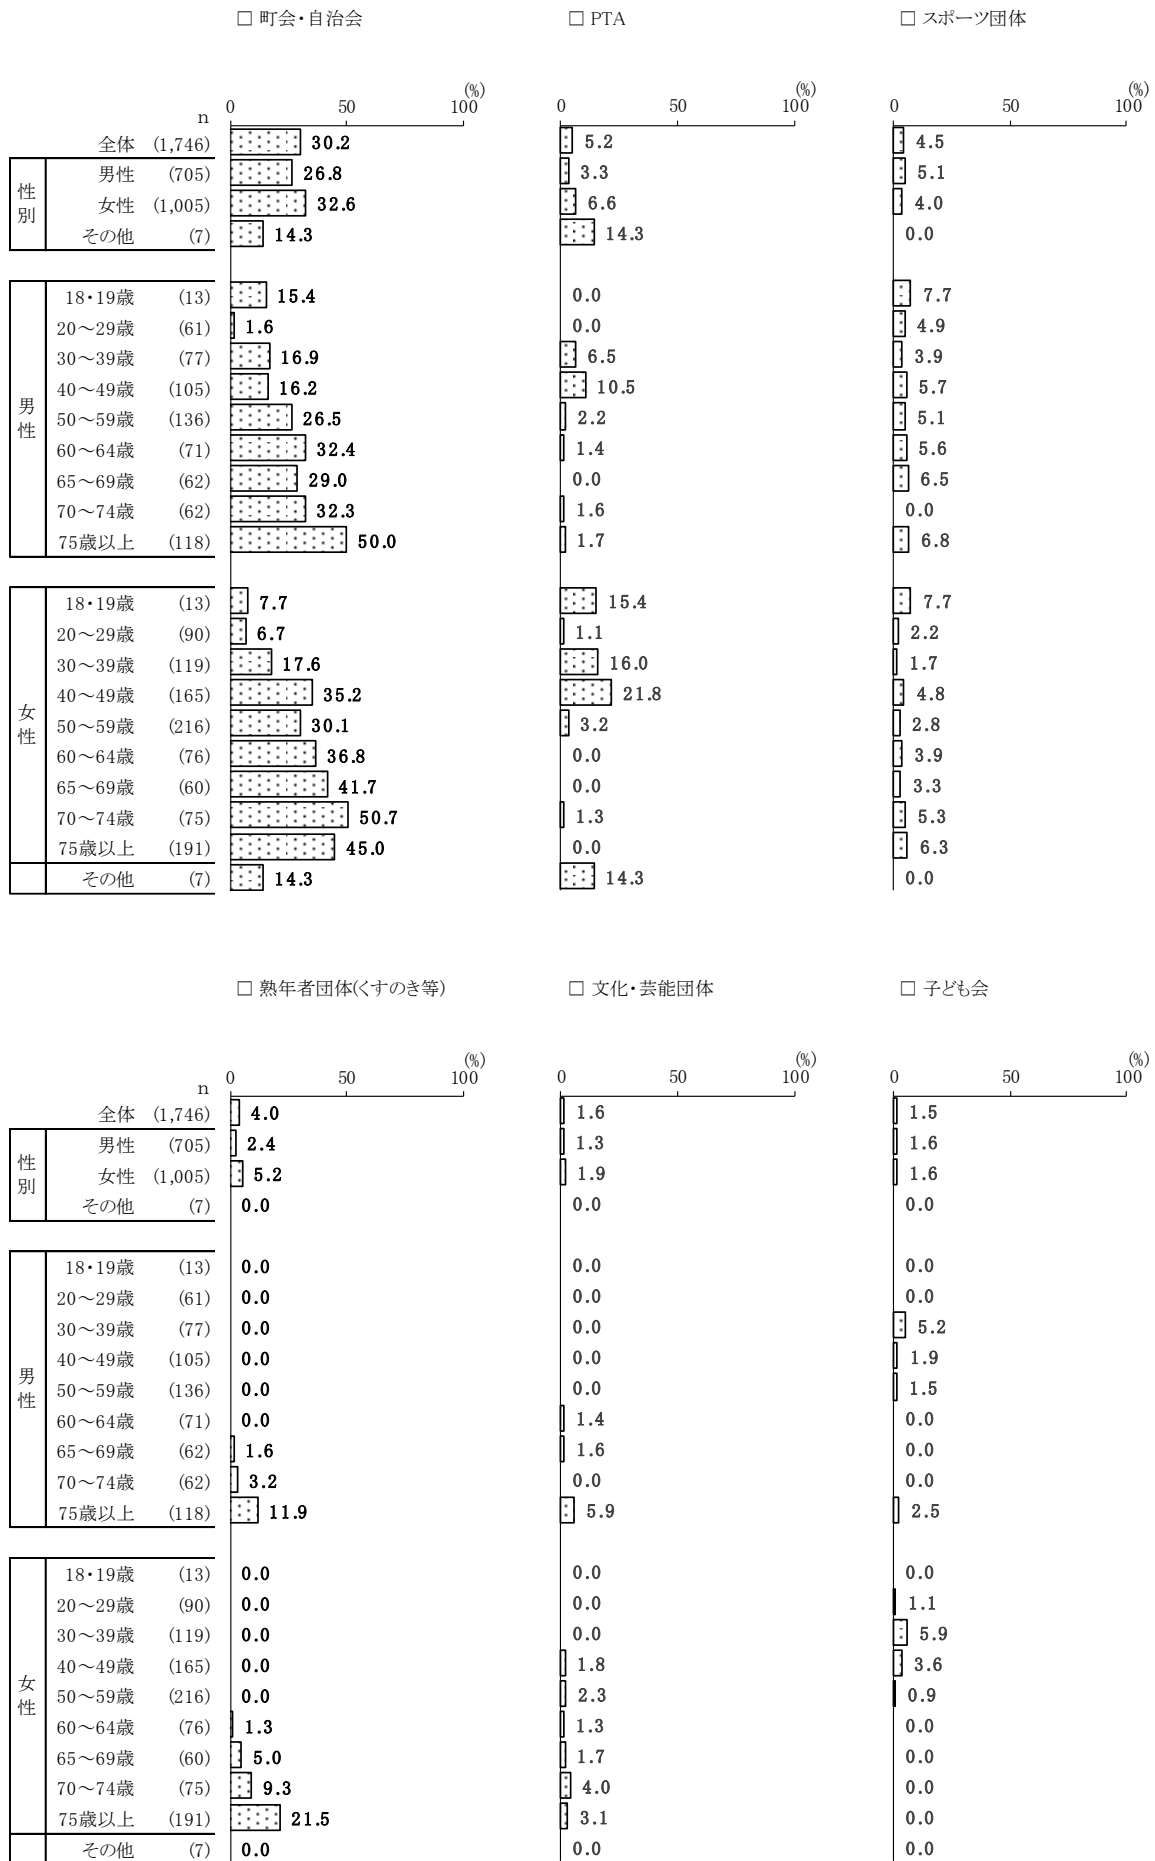 □ 町会・自治会 □ PTA □ スポーツ団体
(%) (%) (%)
n 0 50 100 0 50 100 0 50 100
全体 (1,746) 30.2 5.2 4.5
性別
男性 (705) 26.8 3.3 5.1
女性 (1,005) 32.6 6.6 4.0
その他 (7) 14.3 14.3 0.0
男性
18・19歳 (13) 15.4 0.0 7.7
20～29歳 (61) 1.6 0.0 4.9
30～39歳 (77) 16.9 6.5 3.9
40～49歳 (105) 16.2 10.5 5.7
50～59歳 (136) 26.5 2.2 5.1
60～64歳 (71) 32.4 1.4 5.6
65～69歳 (62) 29.0 0.0 6.5
70～74歳 (62) 32.3 1.6 0.0
75歳以上 (118) 50.0 1.7 6.8
女性
18・19歳 (13) 7.7 15.4 7.7
20～29歳 (90) 6.7 1.1 2.2
30～39歳 (119) 17.6 16.0 1.7
40～49歳 (165) 35.2 21.8 4.8
50～59歳 (216) 30.1 3.2 2.8
60～64歳 (76) 36.8 0.0 3.9
65～69歳 (60) 41.7 0.0 3.3
70～74歳 (75) 50.7 1.3 5.3
75歳以上 (191) 45.0 0.0 6.3
その他 (7) 14.3 14.3 0.0
□ 熟年者団体(くすのき等) □ 文化・芸能団体 □ 子ども会
(%) (%) (%)
n 0 50 100 0 50 100 0 50 100
全体 (1,746) 4.0 1.6 1.5
性別
男性 (705) 2.4 1.3 1.6
女性 (1,005) 5.2 1.9 1.6
その他 (7) 0.0 0.0 0.0
男性
18・19歳 (13) 0.0 0.0 0.0
20～29歳 (61) 0.0 0.0 0.0
30～39歳 (77) 0.0 0.0 5.2
40～49歳 (105) 0.0 0.0 1.9
50～59歳 (136) 0.0 0.0 1.5
60～64歳 (71) 0.0 1.4 0.0
65～69歳 (62) 1.6 1.6 0.0
70～74歳 (62) 3.2 0.0 0.0
75歳以上 (118) 11.9 5.9 2.5
女性
18・19歳 (13) 0.0 0.0 0.0
20～29歳 (90) 0.0 0.0 1.1
30～39歳 (119) 0.0 0.0 5.9
40～49歳 (165) 0.0 1.8 3.6
50～59歳 (216) 0.0 2.3 0.9
60～64歳 (76) 1.3 1.3 0.0
65～69歳 (60) 5.0 1.7 0.0
70～74歳 (75) 9.3 4.0 0.0
75歳以上 (191) 21.5 3.1 0.0
その他 (7) 0.0 0.0 0.0